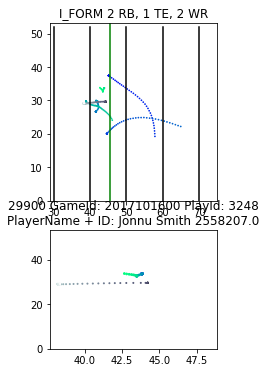 I_FORM 2 RB, 1 TE, 2 WR
50
40
30
20
10
0
30 40 50 60 70
29900 GameId: 2017101600 PlayId: 3248
PlayerName + ID: Jonnu Smith 2558207.0
40
20
0
40.0 42.5 45.0 47.5